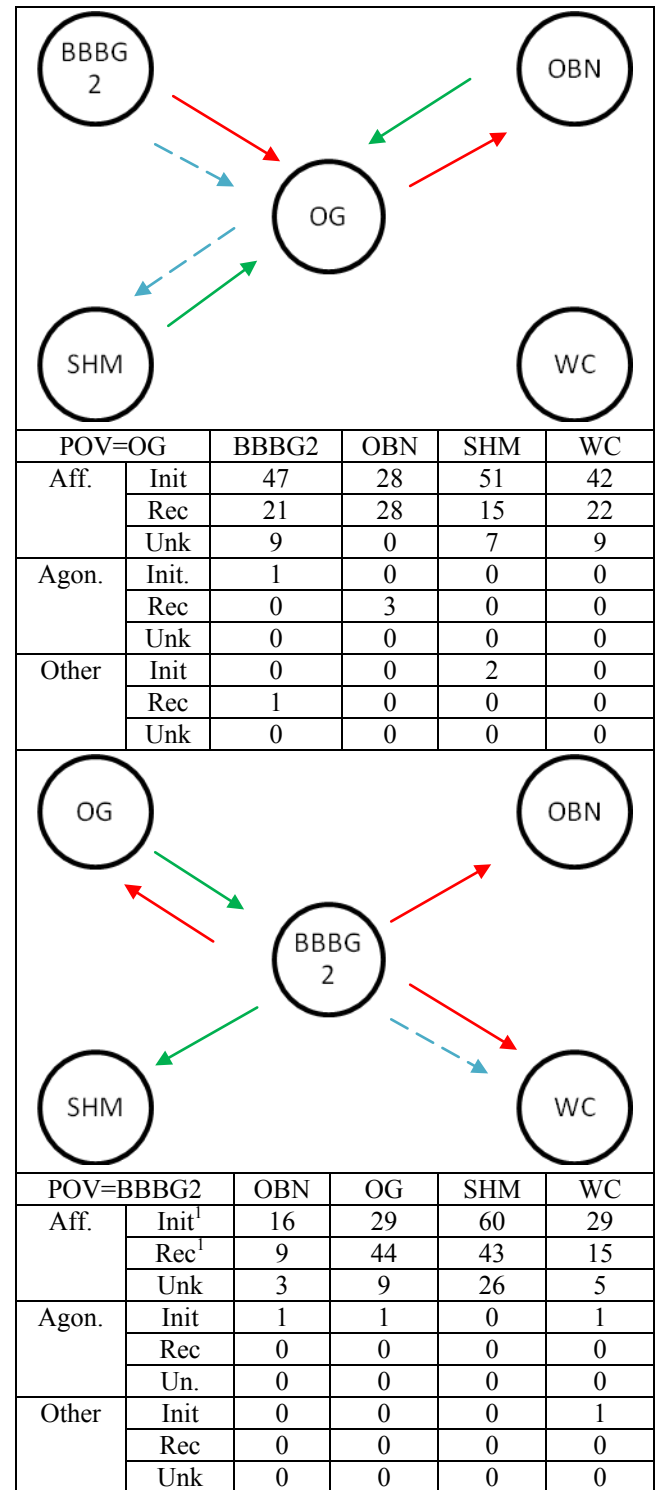 BBBG
2
OBN
OG
SHM
WC
POV=OG BBBG2 OBN SHM WC
Aff. Init 47 28 51 42
Rec 21 28 15 22
Unk 9 0 7 9
Agon. Init. 1 0 0 0
Rec 0 3 0 0
Unk 0 0 0 0
Other Init 0 0 2 0
Rec 1 0 0 0
Unk 0 0 0 0
OG
OBN
BBBG
2
SHM
WC
POV=BBBG2 OBN OG SHM WC
Aff. Init¹ 16 29 60 29
Rec¹ 9 44 43 15
Unk 3 9 26 5
Agon. Init 1 1 0 1
Rec 0 0 0 0
Un. 0 0 0 0
Other Init 0 0 0 1
Rec 0 0 0 0
Unk 0 0 0 0